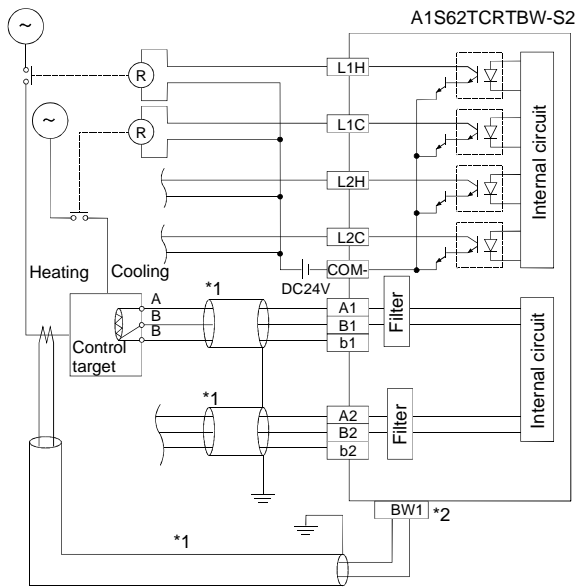 A1S62TCRTBW-S2
L1H
R
L1C
R
L2H
L2C
COM-
DC24V
Internal circuit
Heating
Cooling
*1
A
B
B
Control
target
A1
B1
b1
Filter
Internal circuit
*1
A2
B2
b2
Filter
BW1
*2
*1